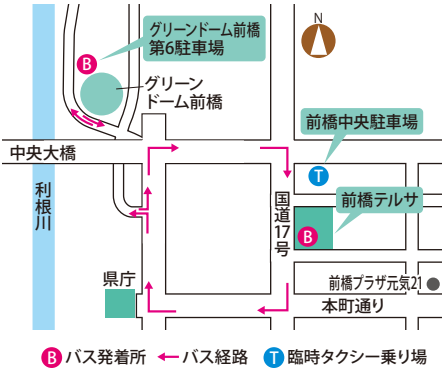 N
グリーンドーム前橋
第6駐車場
B
グリーン
ドーム前橋
前橋中央駐車場
中央大橋
T
利根川
国道17号
前橋テルサ
B
県庁
前橋プラザ元気21
本町通り
B バス発着所 バス経路 T 臨時タクシー乗り場